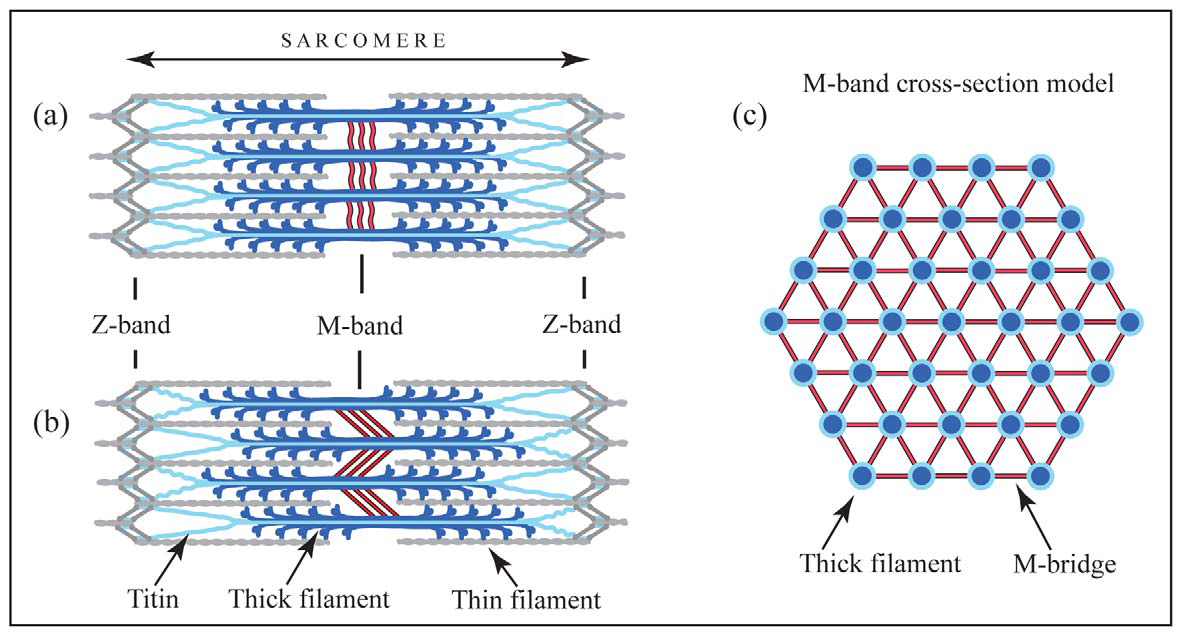 SARCOMERE
(a)
Z-band
M-band
Z-band
(b)
Titin
Thick filament
Thin filament
M-band cross-section model
(c)
Thick filament
M-bridge